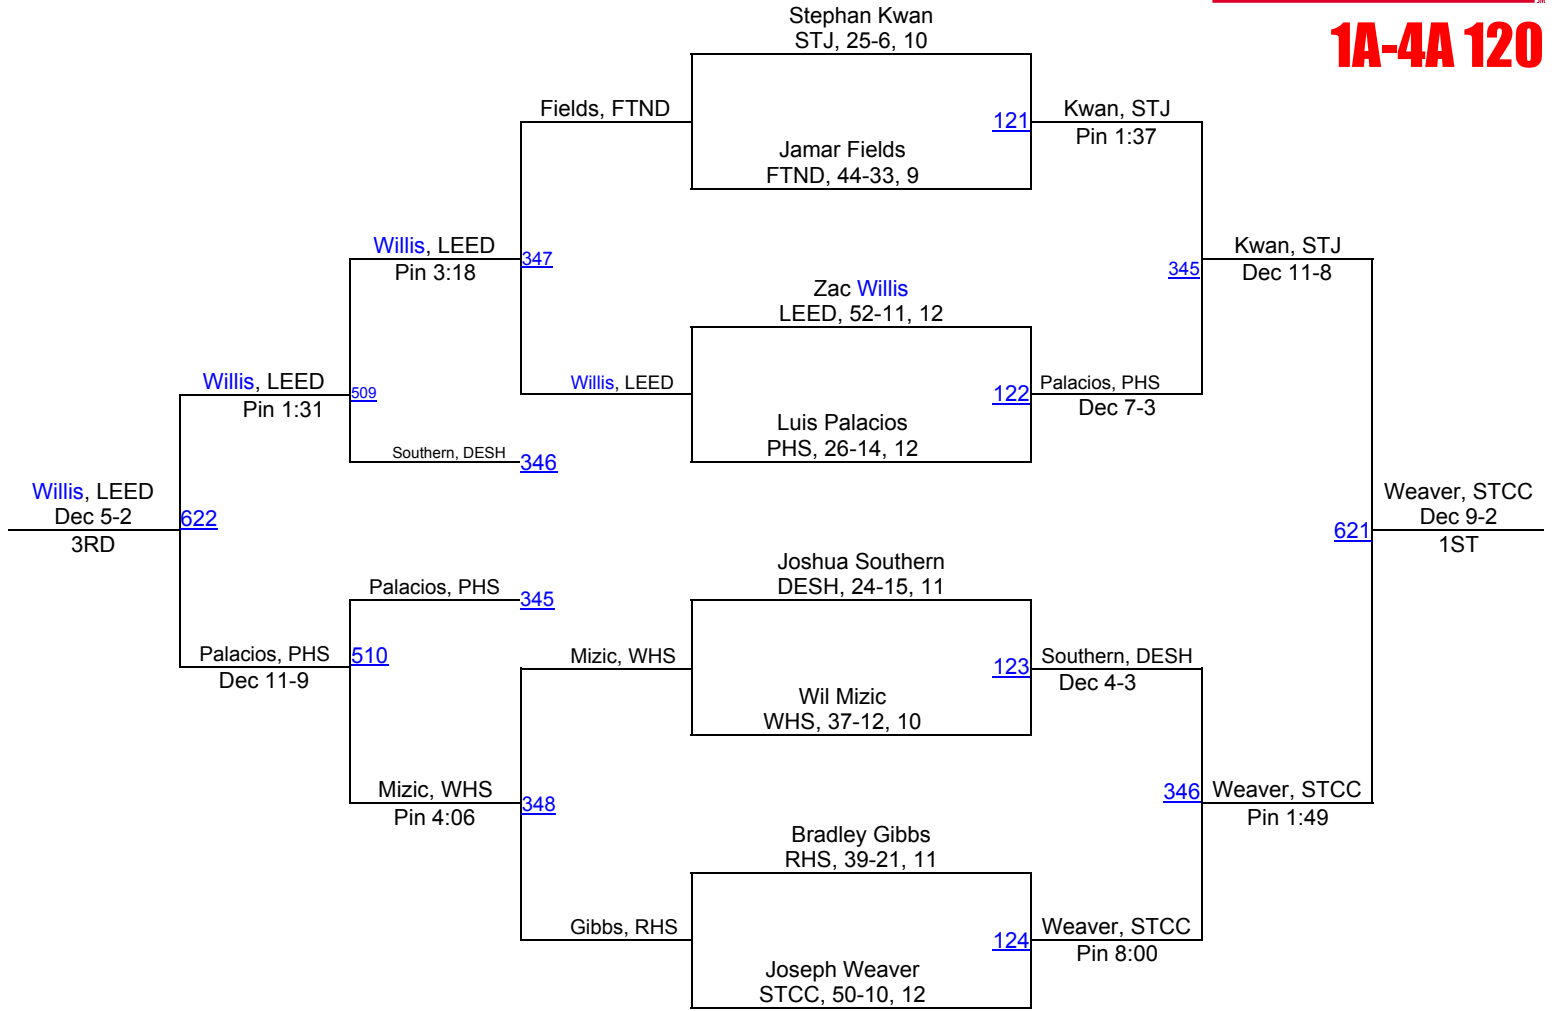 Stephan Kwan
STJ, 25-6, 10
1A-4A 120
Fields, FTND
121
Kwan, STJ
Pin 1:37
Jamar Fields
FTND, 44-33, 9
Willis, LEED
Pin 3:18
347
Kwan, STJ
Dec 11-8
345
Zac Willis
LEED, 52-11, 12
Willis, LEED
Pin 1:31
509
Willis, LEED
122
Palacios, PHS
Dec 7-3
Luis Palacios
PHS, 26-14, 12
Southern, DESH
346
Willis, LEED
Dec 5-2
3RD
622
621
Weaver, STCC
Dec 9-2
1ST
Joshua Southern
DESH, 24-15, 11
Palacios, PHS
345
Palacios, PHS
Dec 11-9
510
Mizic, WHS
123
Southern, DESH
Dec 4-3
Wil Mizic
WHS, 37-12, 10
Mizic, WHS
Pin 4:06
348
346
Weaver, STCC
Pin 1:49
Bradley Gibbs
RHS, 39-21, 11
Gibbs, RHS
124
Weaver, STCC
Pin 8:00
Joseph Weaver
STCC, 50-10, 12